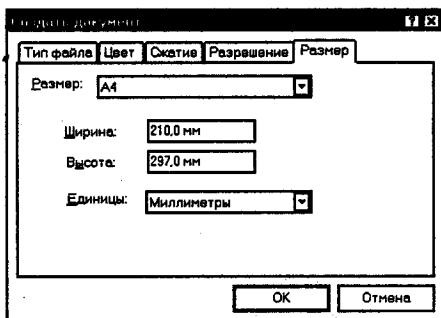 Создать документ
Тип файла Цвет Сжатие Разрешение Размер
Размер: A4
Ширина: 210,0 мм
Высота: 297,0 мм
Единицы: Миллиметры
OK Отмена